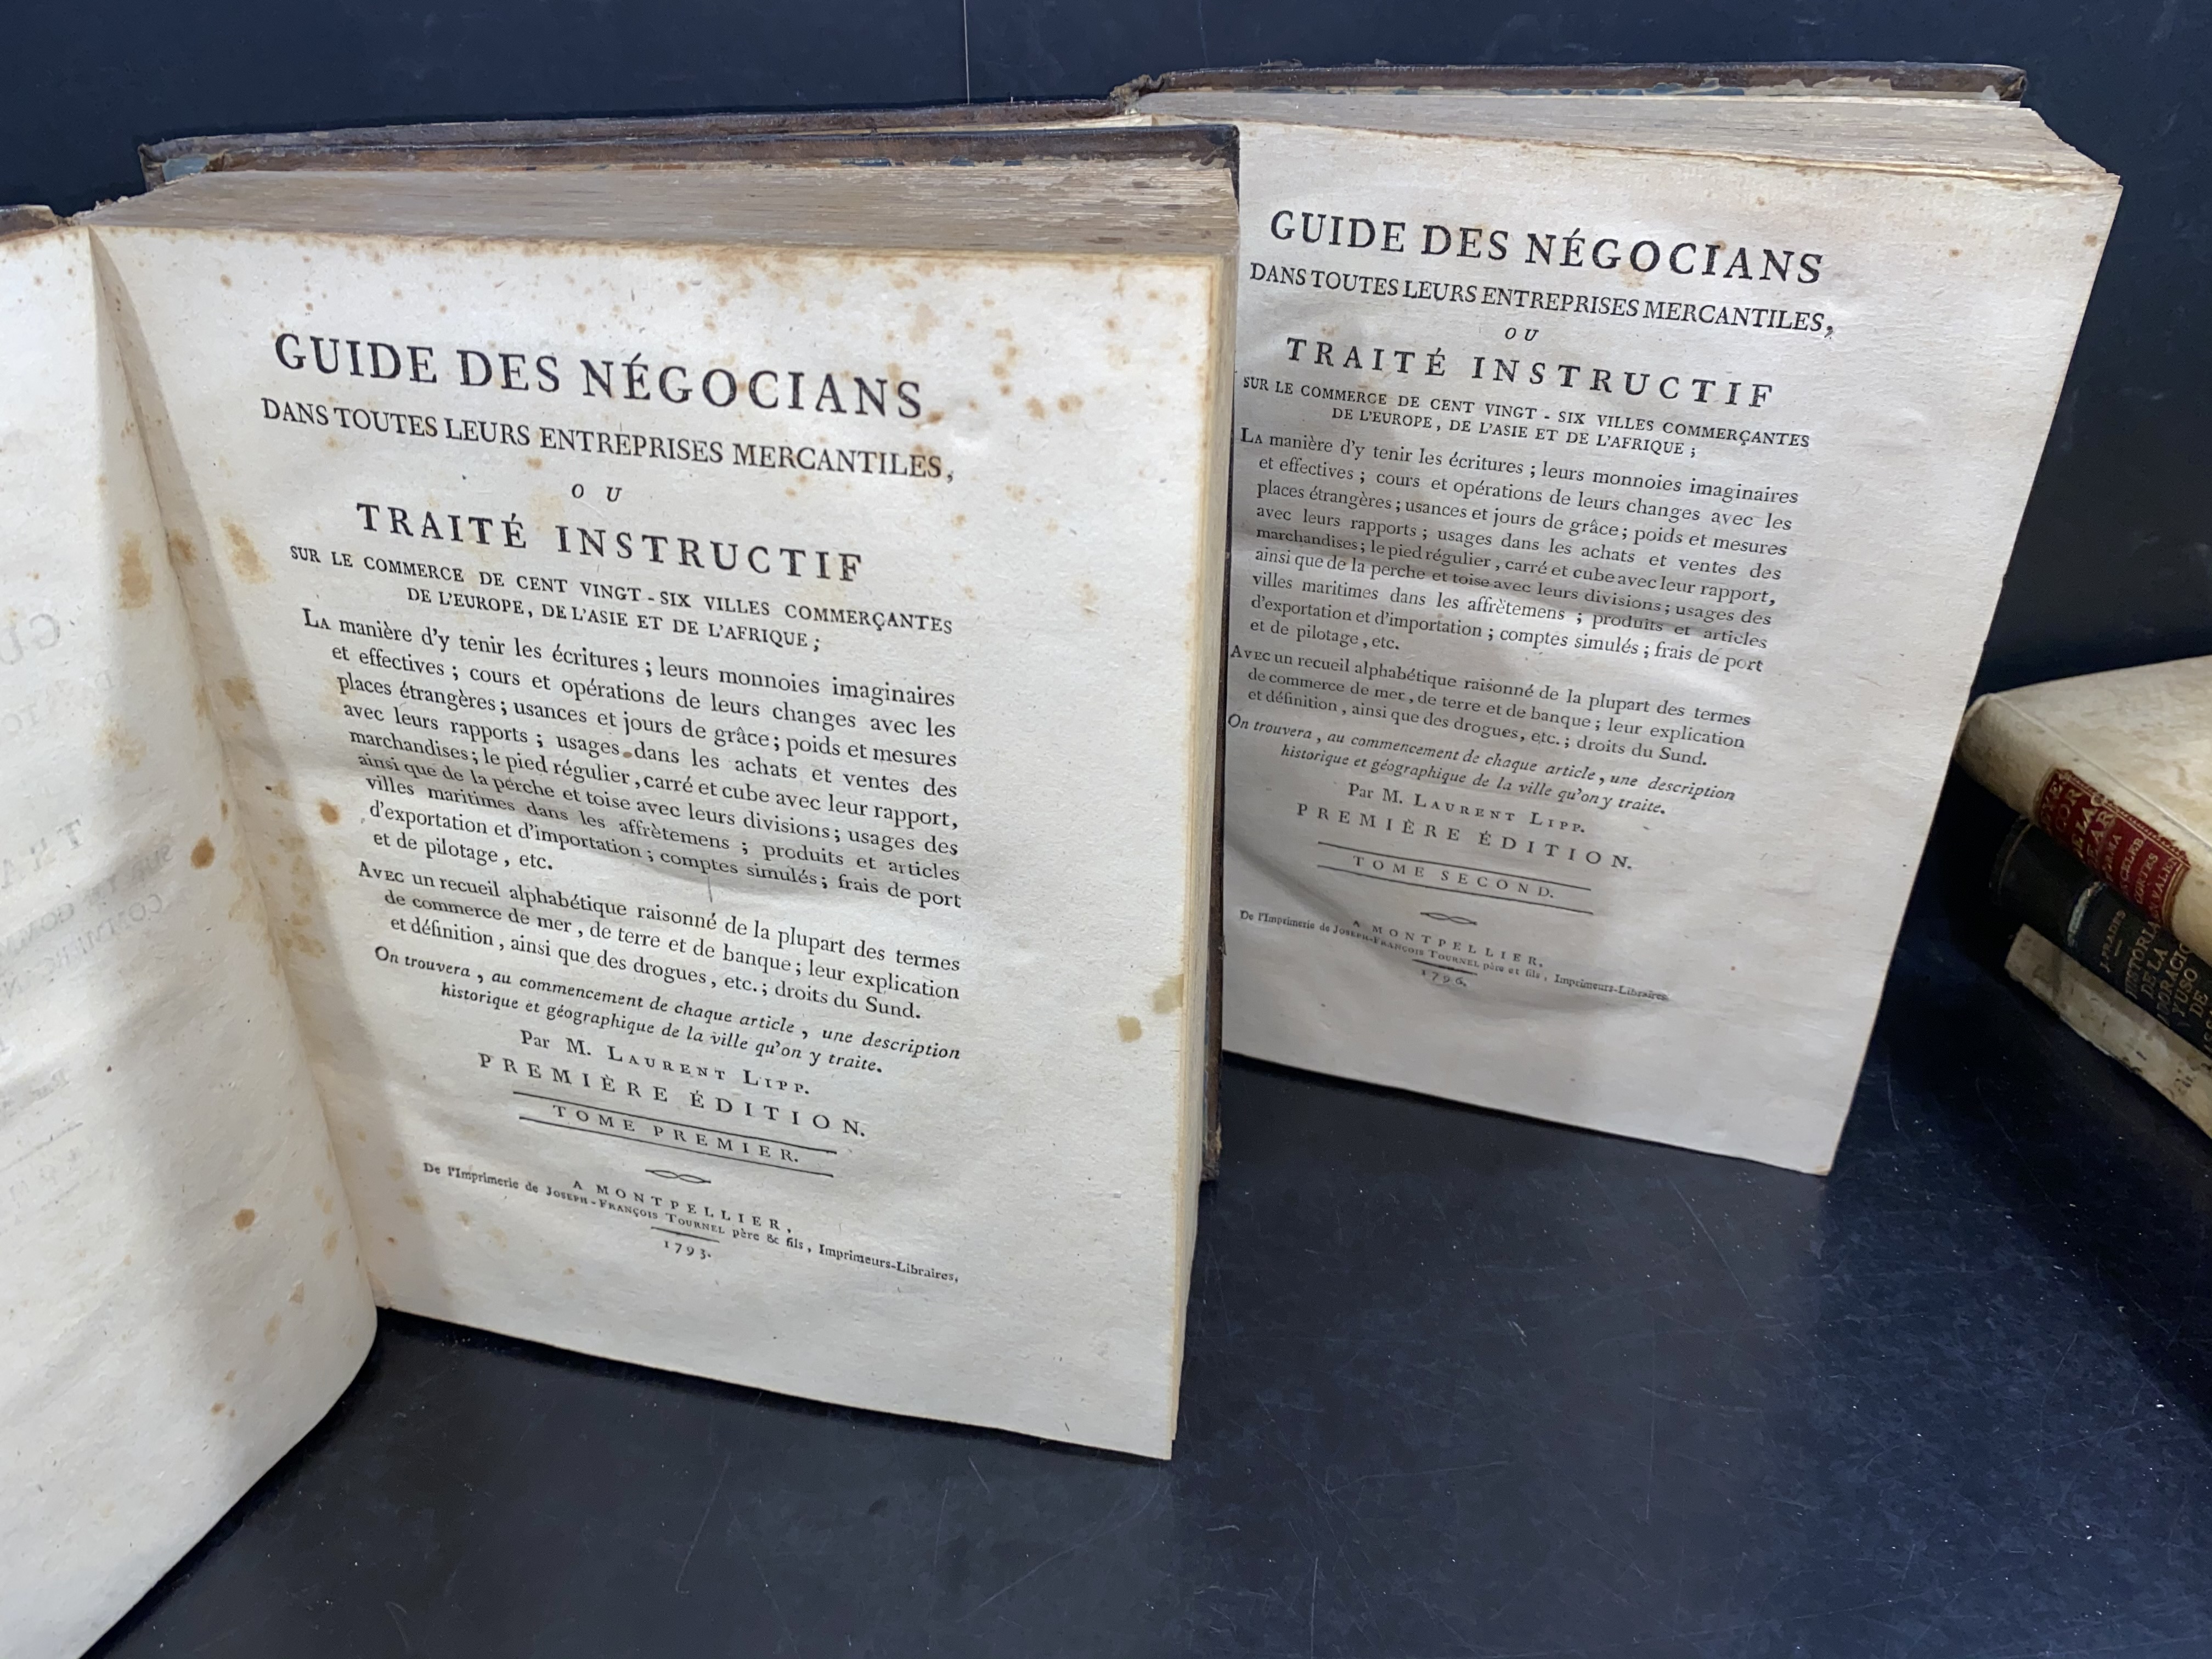 GUIDE DES NÉGOCIANS
DANS TOUTES LEURS ENTREPRISES MERCANTILES,
OU
TRAITÉ INSTRUCTIF
SUR LE COMMERCE DE CENT VINGT-SIX VILLES COMMERÇANTES
DE L'EUROPE, DE L'ASIE ET DE L'AFRIQUE;
LA manière d'y tenir les écritures; leurs monnoies imaginaires
et effectives; cours et opérations de leurs changes avec les
places étrangères; usances et jours de grâce; poids et mesures
avec leurs rapports; usages dans les achats et ventes des
marchandises; le pied régulier, carré et cube avec leur rapport,
ainsi que de la perche et toise avec leurs divisions; usages des
villes maritimes dans les affrètemens; produits et articles
d'exportation et d'importation; comptes simulés; frais de port
et de pilotage, etc.
AVEC un recueil alphabétique raisonné de la plupart des termes
de commerce de mer, de terre et de banque; leur explication
et définition, ainsi que des drogues, etc.; droits du Sund.
On trouvera, au commencement de chaque article, une description
historique et géographique de la ville qu'on y traite.
Par M. LAURENT LIPP.
PREMIÈRE ÉDITION.
TOME PREMIER.
A MONTPELLIER,
De l'Imprimerie de JOSEPH-FRANÇOIS TOURNEL père & fils, Imprimeurs-Libraires,
1793.
GUIDE DES NÉGOCIANS
DANS TOUTES LEURS ENTREPRISES MERCANTILES,
OU
TRAITÉ INSTRUCTIF
SUR LE COMMERCE DE CENT VINGT-SIX VILLES COMMERÇANTES
DE L'EUROPE, DE L'ASIE ET DE L'AFRIQUE;
LA manière d'y tenir les écritures; leurs monnoies imaginaires
et effectives; cours et opérations de leurs changes avec les
places étrangères; usances et jours de grâce; poids et mesures
avec leurs rapports; usages dans les achats et ventes des
marchandises; le pied régulier, carré et cube avec leur rapport,
ainsi que de la perche et toise avec leurs divisions; usages des
villes maritimes dans les affrètemens; produits et articles
d'exportation et d'importation; comptes simulés; frais de port
et de pilotage, etc.
AVEC un recueil alphabétique raisonné de la plupart des termes
de commerce de mer, de terre et de banque; leur explication
et définition, ainsi que des drogues, etc.; droits du Sund.
On trouvera, au commencement de chaque article, une description
historique et géographique de la ville qu'on y traite.
Par M. LAURENT LIPP.
PREMIÈRE ÉDITION.
TOME SECOND.
A MONTPELLIER,
De l'Imprimerie de JOSEPH-FRANÇOIS TOURNEL père et fils, Imprimeurs-Libraires.
1796.
HISTORIA
DE LA